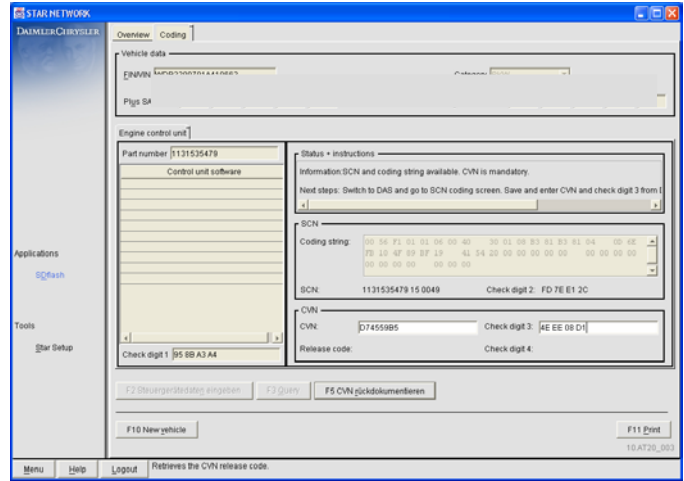 STAR NETWORK
DAIMLERCHRYSLER
Overview Coding
Vehicle data
FIN/VIN
Category
Plus SA
Engine control unit
Part number 1131535479
Control unit software
Status + instructions
Information:SCN and coding string available. CVN is mandatory.
Next steps: Switch to DAS and go to SCN coding screen. Save and enter CVN and check digit 3 from
SCN
Coding string:
SCN: 1131535479 15 0049 Check digit 2: FD 7E E1 2C
CVN
CVN: D74559B5 Check digit 3: 4E EE 08 D1
Release code: Check digit 4:
Check digit 1 95 8B A3 A4
Applications
SDflash
Tools
Star Setup
F2 Steuergerätedaten eingeben F3 Query F5 CVN rückdokumentieren
F10 New vehicle F11 Print
10.AT20_003
Menu Help Logout Retrieves the CVN release code.